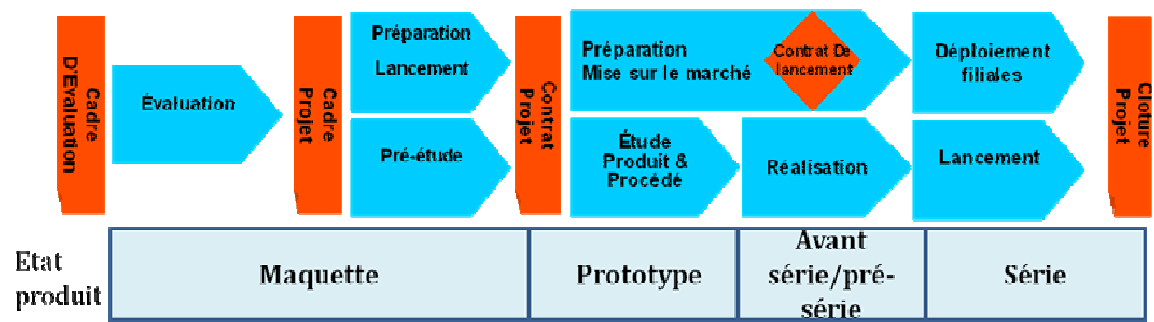 Cadre
D'Evaluation
Évaluation
Cadre
Projet
Préparation
Lancement
Pré-étude
Contrat
Projet
Préparation
Mise sur le marché
Contrat De
lancement
Étude
Produit &
Procédé
Réalisation
Déploiement
filiales
Lancement
Cloture
Projet
Etat
produit
Maquette
Prototype
Avant
série/pré-
série
Série